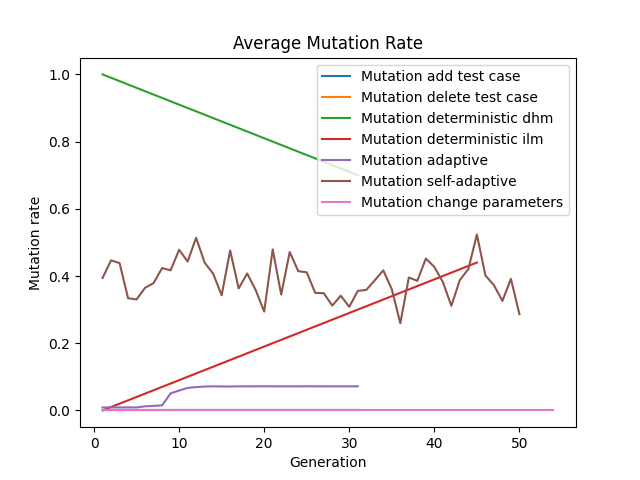 Average Mutation Rate
Mutation rate
1.0
0.8
0.6
0.4
0.2
0.0
Mutation add test case
Mutation delete test case
Mutation deterministic dhm
Mutation deterministic ilm
Mutation adaptive
Mutation self-adaptive
Mutation change parameters
0 10 20 30 40 50
Generation